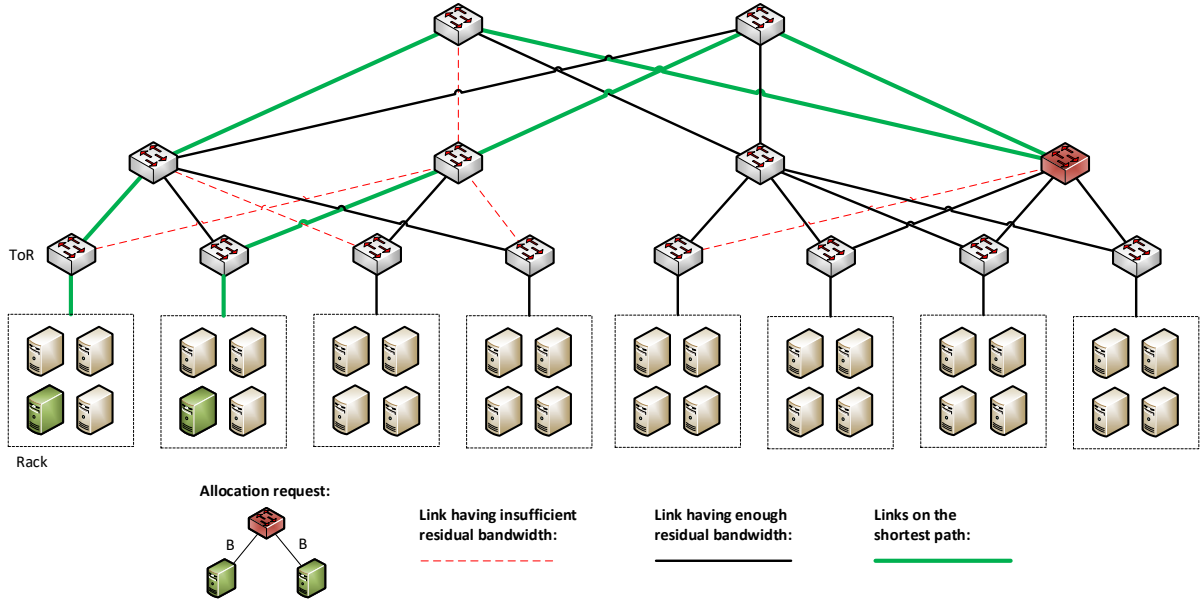 ToR
Rack
Allocation request:
B B
Link having insufficient
residual bandwidth:
Link having enough
residual bandwidth:
Links on the
shortest path: